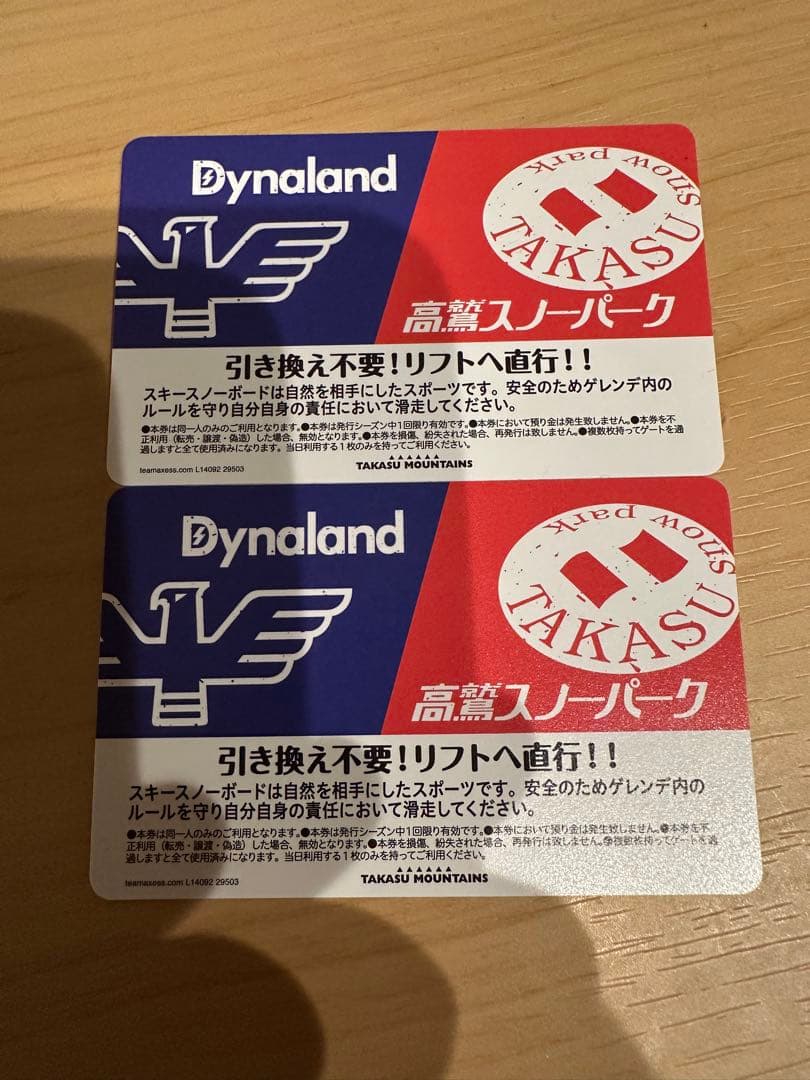 Dynaland
TAKASU snow park
高鷲スノーパーク
たかす
引き換え不要!リフトへ直行!!
スキースノーボードは自然を相手にしたスポーツです。安全のためゲレンデ内の
ルールを守り自分自身の責任において滑走してください。
●本券は同一人のみのご利用となります。●本券は発行シーズン中1回限り有効です。●本券において預り金は発生致しません。●本券を不
正利用(転売・譲渡・偽造)した場合、無効となります。●本券を損傷、紛失された場合、再発行は致しません。●複数枚持ってゲートを通
過しますと全て使用済みになります。当日利用する1枚のみを持ってご利用ください。
teamaxess.com L14092 29503
TAKASU MOUNTAINS
Dynaland
TAKASU snow park
高鷲スノーパーク
引き換え不要!リフトへ直行!!
スキースノーボードは自然を相手にしたスポーツです。安全のためゲレンデ内の
ルールを守り自分自身の責任において滑走してください。
●本券は同一人のみのご利用となります。●本券は発行シーズン中1回限り有効です。●本券において預り金は発生致しません。●本券を不
正利用(転売・譲渡・偽造)した場合、無効となります。●本券を損傷、紛失された場合、再発行は致しません。●複数枚持ってゲートを通
過しますと全て使用済みになります。当日利用する1枚のみを持ってご利用ください。
teamaxess.com L14092 29503
TAKASU MOUNTAINS